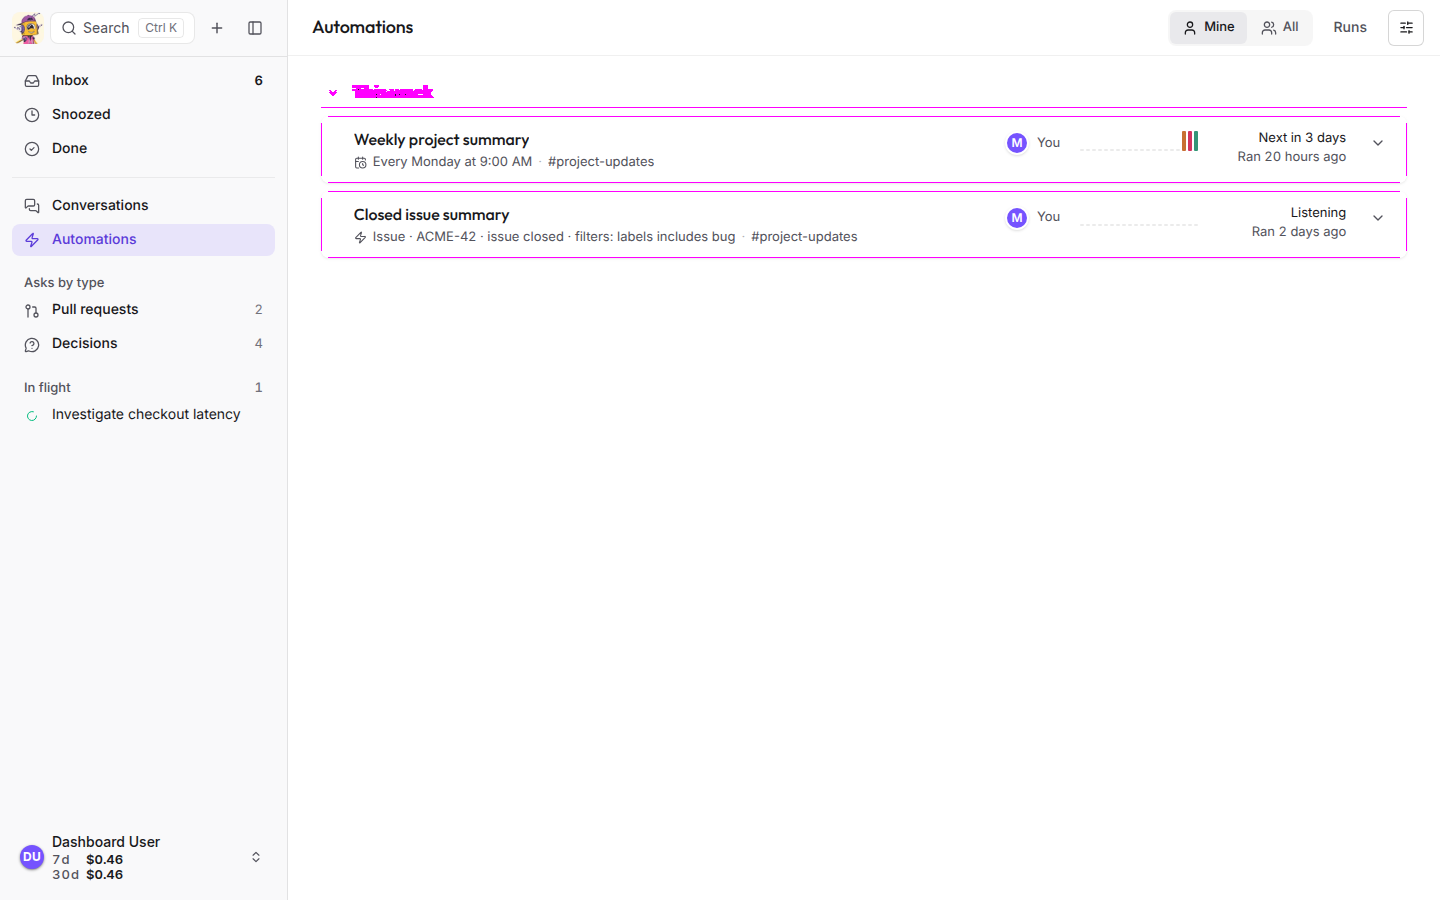 Search Ctrl K
Inbox 6
Snoozed
Done
Conversations
Automations
Asks by type
Pull requests 2
Decisions 4
In flight 1
Investigate checkout latency
DU Dashboard User
7d $0.46
30d $0.46
Automations Mine All Runs
Weekly project summary
Every Monday at 9:00 AM · #project-updates
M You
Next in 3 days
Ran 20 hours ago
Closed issue summary
Issue · ACME-42 · issue closed · filters: labels includes bug · #project-updates
M You
Listening
Ran 2 days ago